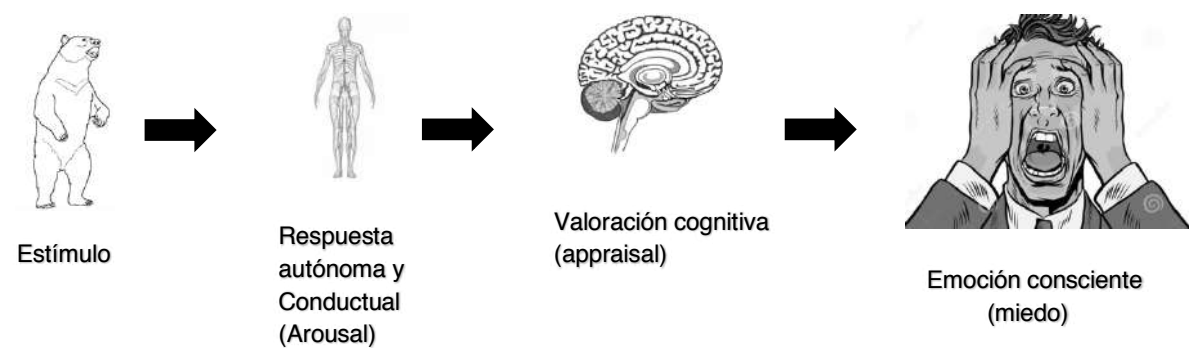 Estímulo
Respuesta
autónoma y
Conductual
(Arousal)
Valoración cognitiva
(appraisal)
Emoción consciente
(miedo)